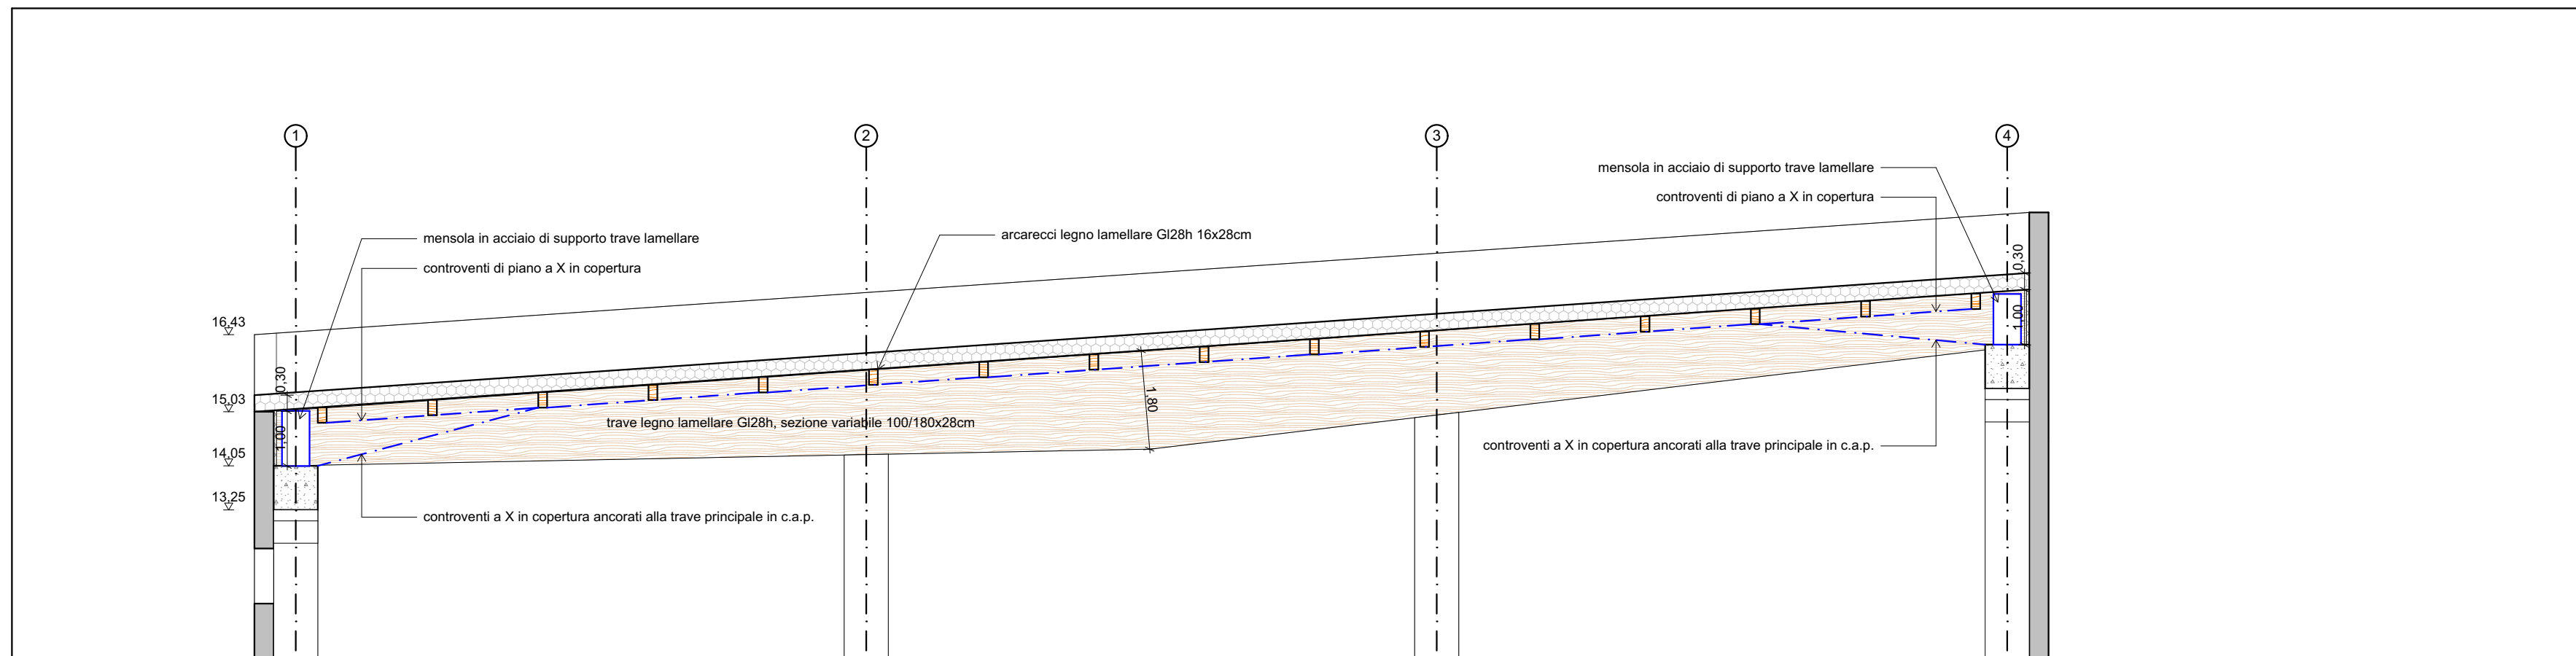 1
2
3
4
mensola in acciaio di supporto trave lamellare
controventi di piano a X in copertura
mensola in acciaio di supporto trave lamellare
controventi di piano a X in copertura
arcarecci legno lamellare Gl28h 16x28cm
0,30
16,43
1,00
0,30
15,03
1,80
trave legno lamellare Gl28h, sezione variabile 100/180x28cm
1,00
14,05
controventi a X in copertura ancorati alla trave principale in c.a.p.
13,25
controventi a X in copertura ancorati alla trave principale in c.a.p.